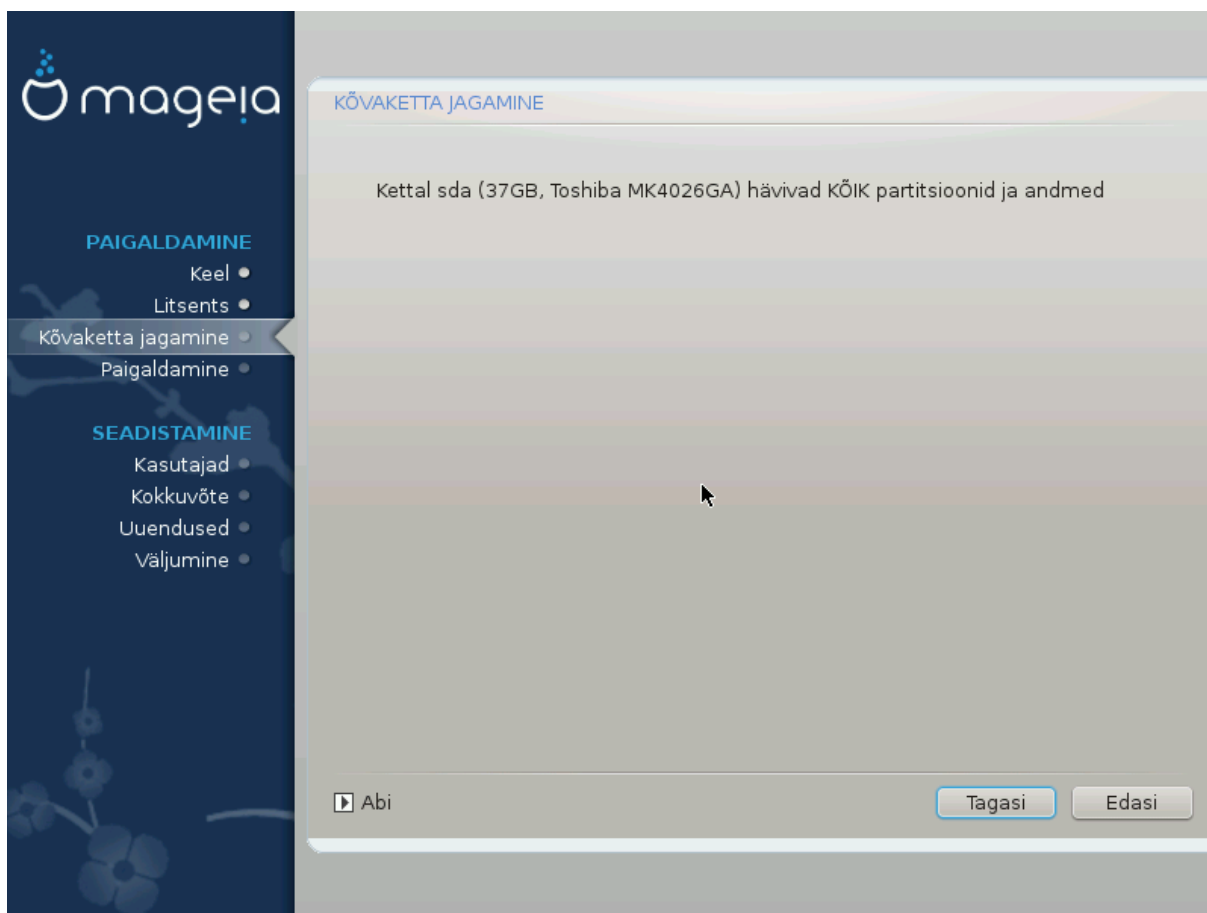 mageia
PAIGALDAMINE
Keel
Litsents
Kõvaketta jagamine
Paigaldamine
SEADISTAMINE
Kasutajad
Kokkuvõte
Uuendused
Väljumine
KÕVAKETTA JAGAMINE
Kettal sda (37GB, Toshiba MK4026GA) hävivad KÕIK partitsioonid ja andmed
Abi
Tagasi
Edasi